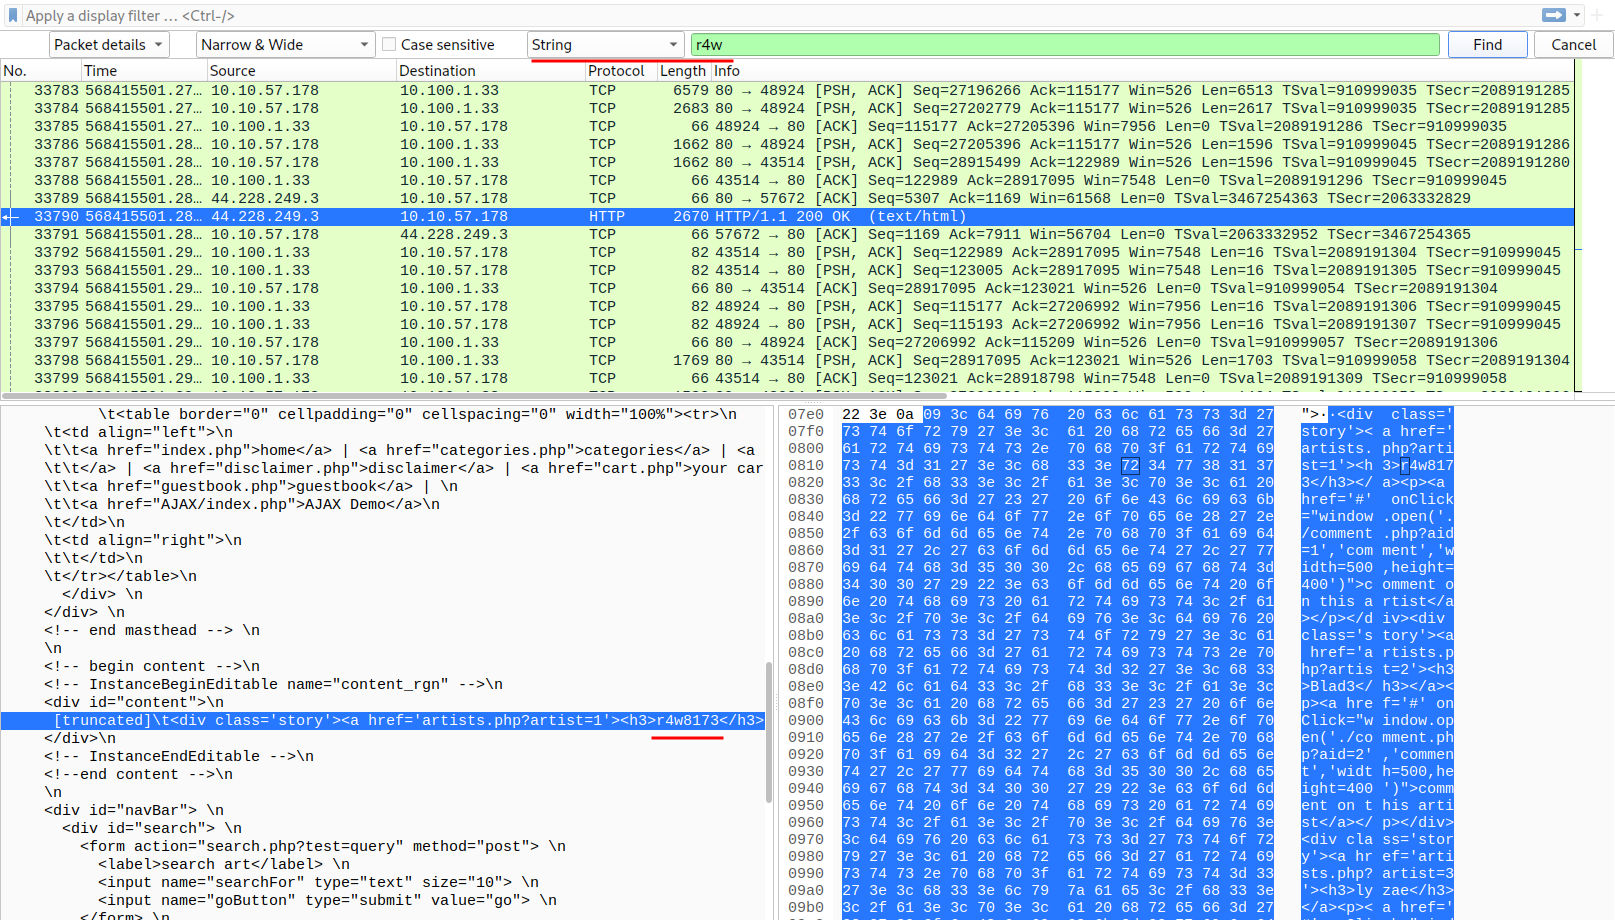 Apply a display filter … <Ctrl-/>
Packet details Narrow & Wide Case sensitive String r4w Find Cancel
No. Time Source Destination Protocol Length Info
33783 568415501.27… 10.10.57.178 10.100.1.33 TCP 6579 80 → 48924 [PSH, ACK] Seq=27196266 Ack=115177 Win=526 Len=6513 TSval=910999035 TSecr=2089191285
33784 568415501.27… 10.10.57.178 10.100.1.33 TCP 2683 80 → 48924 [PSH, ACK] Seq=27202779 Ack=115177 Win=526 Len=2617 TSval=910999035 TSecr=2089191285
33785 568415501.27… 10.100.1.33 10.10.57.178 TCP 66 48924 → 80 [ACK] Seq=115177 Ack=27205396 Win=7956 Len=0 TSval=2089191286 TSecr=910999035
33786 568415501.28… 10.10.57.178 10.100.1.33 TCP 1662 80 → 48924 [PSH, ACK] Seq=27205396 Ack=115177 Win=526 Len=1596 TSval=910999045 TSecr=2089191286
33787 568415501.28… 10.10.57.178 10.100.1.33 TCP 1662 80 → 43514 [PSH, ACK] Seq=28915499 Ack=122989 Win=526 Len=1596 TSval=910999045 TSecr=2089191280
33788 568415501.28… 10.100.1.33 10.10.57.178 TCP 66 43514 → 80 [ACK] Seq=122989 Ack=28917095 Win=7548 Len=0 TSval=2089191296 TSecr=910999045
33789 568415501.28… 44.228.249.3 10.10.57.178 TCP 66 80 → 57672 [ACK] Seq=5307 Ack=1169 Win=61568 Len=0 TSval=3467254363 TSecr=2063332829
33790 568415501.28… 44.228.249.3 10.10.57.178 HTTP 2670 HTTP/1.1 200 OK (text/html)
33791 568415501.28… 10.10.57.178 44.228.249.3 TCP 66 57672 → 80 [ACK] Seq=1169 Ack=7911 Win=56704 Len=0 TSval=2063332952 TSecr=3467254365
33792 568415501.29… 10.100.1.33 10.10.57.178 TCP 82 43514 → 80 [PSH, ACK] Seq=122989 Ack=28917095 Win=7548 Len=16 TSval=2089191304 TSecr=910999045
33793 568415501.29… 10.100.1.33 10.10.57.178 TCP 82 43514 → 80 [PSH, ACK] Seq=123005 Ack=28917095 Win=7548 Len=16 TSval=2089191305 TSecr=910999045
33794 568415501.29… 10.10.57.178 10.100.1.33 TCP 66 80 → 43514 [ACK] Seq=28917095 Ack=123021 Win=526 Len=0 TSval=910999054 TSecr=2089191304
33795 568415501.29… 10.100.1.33 10.10.57.178 TCP 82 48924 → 80 [PSH, ACK] Seq=115177 Ack=27206992 Win=7956 Len=16 TSval=2089191306 TSecr=910999045
33796 568415501.29… 10.100.1.33 10.10.57.178 TCP 82 48924 → 80 [PSH, ACK] Seq=115193 Ack=27206992 Win=7956 Len=16 TSval=2089191307 TSecr=910999045
33797 568415501.29… 10.10.57.178 10.100.1.33 TCP 66 80 → 48924 [ACK] Seq=27206992 Ack=115209 Win=526 Len=0 TSval=910999057 TSecr=2089191306
33798 568415501.29… 10.10.57.178 10.100.1.33 TCP 1769 80 → 43514 [PSH, ACK] Seq=28917095 Ack=123021 Win=526 Len=1703 TSval=910999058 TSecr=2089191304
33799 568415501.29… 10.100.1.33 10.10.57.178 TCP 66 43514 → 80 [ACK] Seq=123021 Ack=28918798 Win=7548 Len=0 TSval=2089191309 TSecr=910999058
\t<table border="0" cellpadding="0" cellspacing="0" width="100%"><tr>\n
\t<td align="left">\n
\t\t<a href="index.php">home</a> | <a href="categories.php">categories</a> | <a
\t\t</a> | <a href="disclaimer.php">disclaimer</a> | <a href="cart.php">your car
\t\t<a href="guestbook.php">guestbook</a> | \n
\t\t<a href="AJAX/index.php">AJAX Demo</a>\n
\t</td>\n
\t<td align="right">\n
\t\t</td>\n
\t</tr></table>\n
</div> \n
</div> \n
<!-- end masthead --> \n
\n
<!-- begin content -->\n
<!-- InstanceBeginEditable name="content_rgn" -->\n
<div id="content">\n
[truncated]\t<div class='story'><a href='artists.php?artist=1'><h3>r4w8173</h3>
</div>\n
<!-- InstanceEndEditable -->\n
<!--end content -->\n
\n
<div id="navBar"> \n
<div id="search"> \n
<form action="search.php?test=query" method="post"> \n
<label>search art</label> \n
<input name="searchFor" type="text" size="10"> \n
<input name="goButton" type="submit" value="go"> \n
</form> \n
07e0 22 3e 0a 09 3c 64 69 76 20 63 6c 61 73 73 3d 27 ">··<div class='
07f0 73 74 6f 72 79 27 3e 3c 61 20 68 72 65 66 3d 27 story'>< a href='
0800 61 72 74 69 73 74 73 2e 70 68 70 3f 61 72 74 69 artists. php?arti
0810 73 74 3d 31 27 3e 3c 68 33 3e 72 34 77 38 31 37 st=1'><h 3>r4w817
0820 33 3c 2f 68 33 3e 3c 2f 61 3e 3c 70 3e 3c 61 20 3</h3></ a><p><a
0830 68 72 65 66 3d 27 23 27 20 6f 6e 43 6c 69 63 6b href='#' onClick
0840 3d 22 77 69 6e 64 6f 77 2e 6f 70 65 6e 28 27 2e ="window .open('.
0850 2f 63 6f 6d 6d 65 6e 74 2e 70 68 70 3f 61 69 64 /comment .php?aid
0860 3d 31 27 2c 27 63 6f 6d 6d 65 6e 74 27 2c 27 77 =1','com ment','w
0870 69 64 74 68 3d 35 30 30 2c 68 65 69 67 68 74 3d idth=500 ,height=
0880 34 30 30 27 29 22 3e 63 6f 6d 6d 65 6e 74 20 6f 400')">c omment o
0890 6e 20 74 68 69 73 20 61 72 74 69 73 74 3c 2f 61 n this a rtist</a
08a0 3e 3c 2f 70 3e 3c 2f 64 69 76 3e 3c 64 69 76 20 ></p></d iv><div
08b0 63 6c 61 73 73 3d 27 73 74 6f 72 79 27 3e 3c 61 class='s tory'><a
08c0 20 68 72 65 66 3d 27 61 72 74 69 73 74 73 2e 70 href='a rtists.p
08d0 68 70 3f 61 72 74 69 73 74 3d 32 27 3e 3c 68 33 hp?artis t=2'><h3
08e0 3e 42 6c 61 64 33 3c 2f 68 33 3e 3c 2f 61 3e 3c >Blad3</ h3></a><
08f0 70 3e 3c 61 20 68 72 65 66 3d 27 23 27 20 6f 6e p><a hre f='#' on
0900 43 6c 69 63 6b 3d 22 77 69 6e 64 6f 77 2e 6f 70 Click="w indow.op
0910 65 6e 28 27 2e 2f 63 6f 6d 6d 65 6e 74 2e 70 68 en('./co mment.ph
0920 70 3f 61 69 64 3d 32 27 2c 27 63 6f 6d 6d 65 6e p?aid=2' ,'commen
0930 74 27 2c 27 77 69 64 74 68 3d 35 30 30 2c 68 65 t','widt h=500,he
0940 69 67 68 74 3d 34 30 30 27 29 22 3e 63 6f 6d 6d ight=400 ')">comm
0950 65 6e 74 20 6f 6e 20 74 68 69 73 20 61 72 74 69 ent on t his arti
0960 73 74 3c 2f 61 3e 3c 2f 70 3e 3c 2f 64 69 76 3e st</a></ p></div>
0970 3c 64 69 76 20 63 6c 61 73 73 3d 27 73 74 6f 72 <div cla ss='stor
0980 79 27 3e 3c 61 20 68 72 65 66 3d 27 61 72 74 69 y'><a hr ef='arti
0990 73 74 73 2e 70 68 70 3f 61 72 74 69 73 74 3d 33 sts.php? artist=3
09a0 27 3e 3c 68 33 3e 6c 79 7a 61 65 3c 2f 68 33 3e '><h3>ly zae</h3>
09b0 3c 2f 61 3e 3c 70 3e 3c 61 20 68 72 65 66 3d 27 </a><p>< a href='